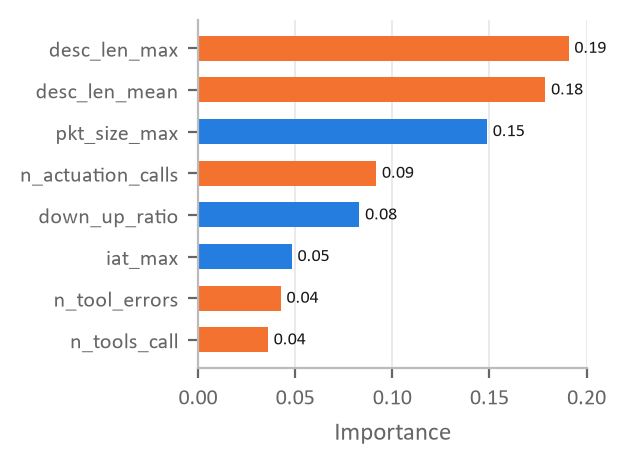 desc_len_max 0.19
desc_len_mean 0.18
pkt_size_max 0.15
n_actuation_calls 0.09
down_up_ratio 0.08
iat_max 0.05
n_tool_errors 0.04
n_tools_call 0.04
0.00 0.05 0.10 0.15 0.20
Importance